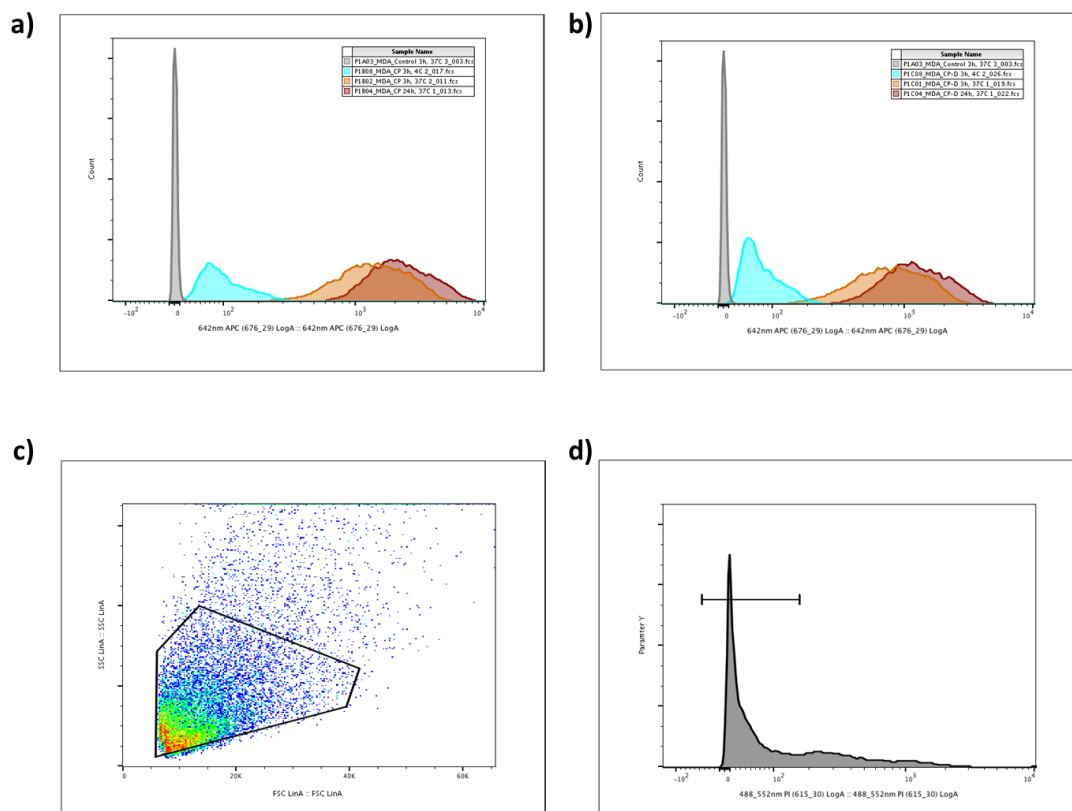 a)
Sample Name
P1A03_MDA_Control 3h, 37C 3_003.fcs
P1B08_MDA_CP 3h, 4C 2_017.fcs
P1B02_MDA_CP 3h, 37C 2_011.fcs
P1B04_MDA_CP 24h, 37C 1_013.fcs
Count
-10²
0
10²
10³
10⁴
642nm APC (676_29) LogA :: 642nm APC (676_29) LogA
b)
Sample Name
P1A03_MDA_Control 3h, 37C 3_003.fcs
P1C08_MDA_CP-D 3h, 4C 2_026.fcs
P1C01_MDA_CP-D 3h, 37C 1_019.fcs
P1C04_MDA_CP-D 24h, 37C 1_022.fcs
Count
-10²
0
10²
10³
10⁴
642nm APC (676_29) LogA :: 642nm APC (676_29) LogA
c)
SSC LinA :: SSC LinA
0
20K
40K
60K
FSC LinA :: FSC LinA
d)
Paramter Y
-10²
0
10²
10³
10⁴
488_552nm PI (615_30) LogA :: 488_552nm PI (615_30) LogA